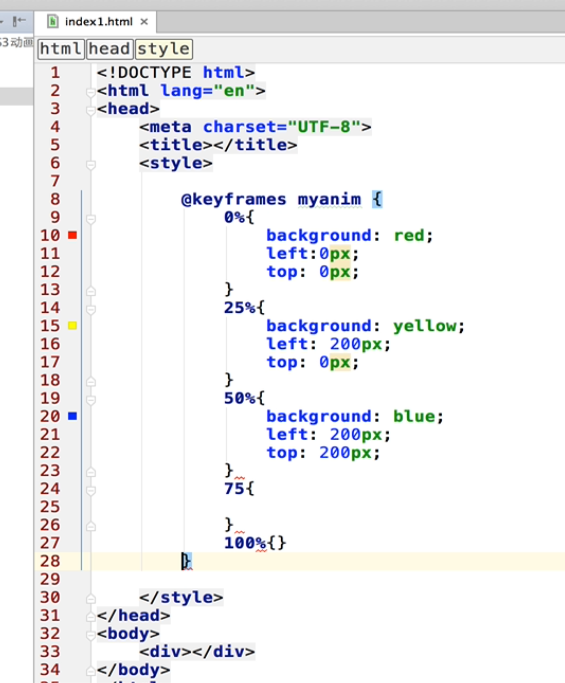 index1.html ×
S3动画
html head style
1 <!DOCTYPE html>
2 <html lang="en">
3 <head>
4 <meta charset="UTF-8">
5 <title></title>
6 <style>
7
8 @keyframes myanim {
9 0%{
10 background: red;
11 left:0px;
12 top: 0px;
13 }
14 25%{
15 background: yellow;
16 left: 200px;
17 top: 0px;
18 }
19 50%{
20 background: blue;
21 left: 200px;
22 top: 200px;
23 }
24 75{
25
26 }
27 100%{}
28 }
29
30 </style>
31 </head>
32 <body>
33 <div></div>
34 </body>